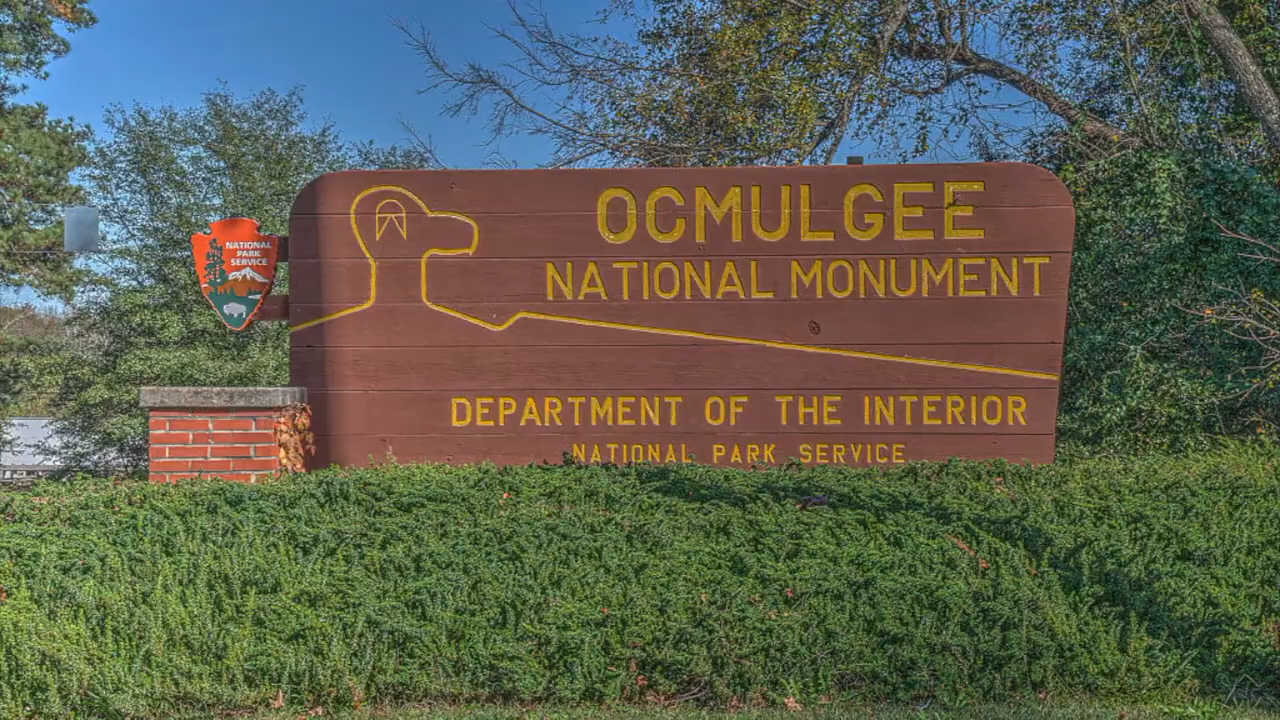 NATIONAL
PARK
SERVICE
OCMULGEE
NATIONAL MONUMENT
DEPARTMENT OF THE INTERIOR
NATIONAL PARK SERVICE